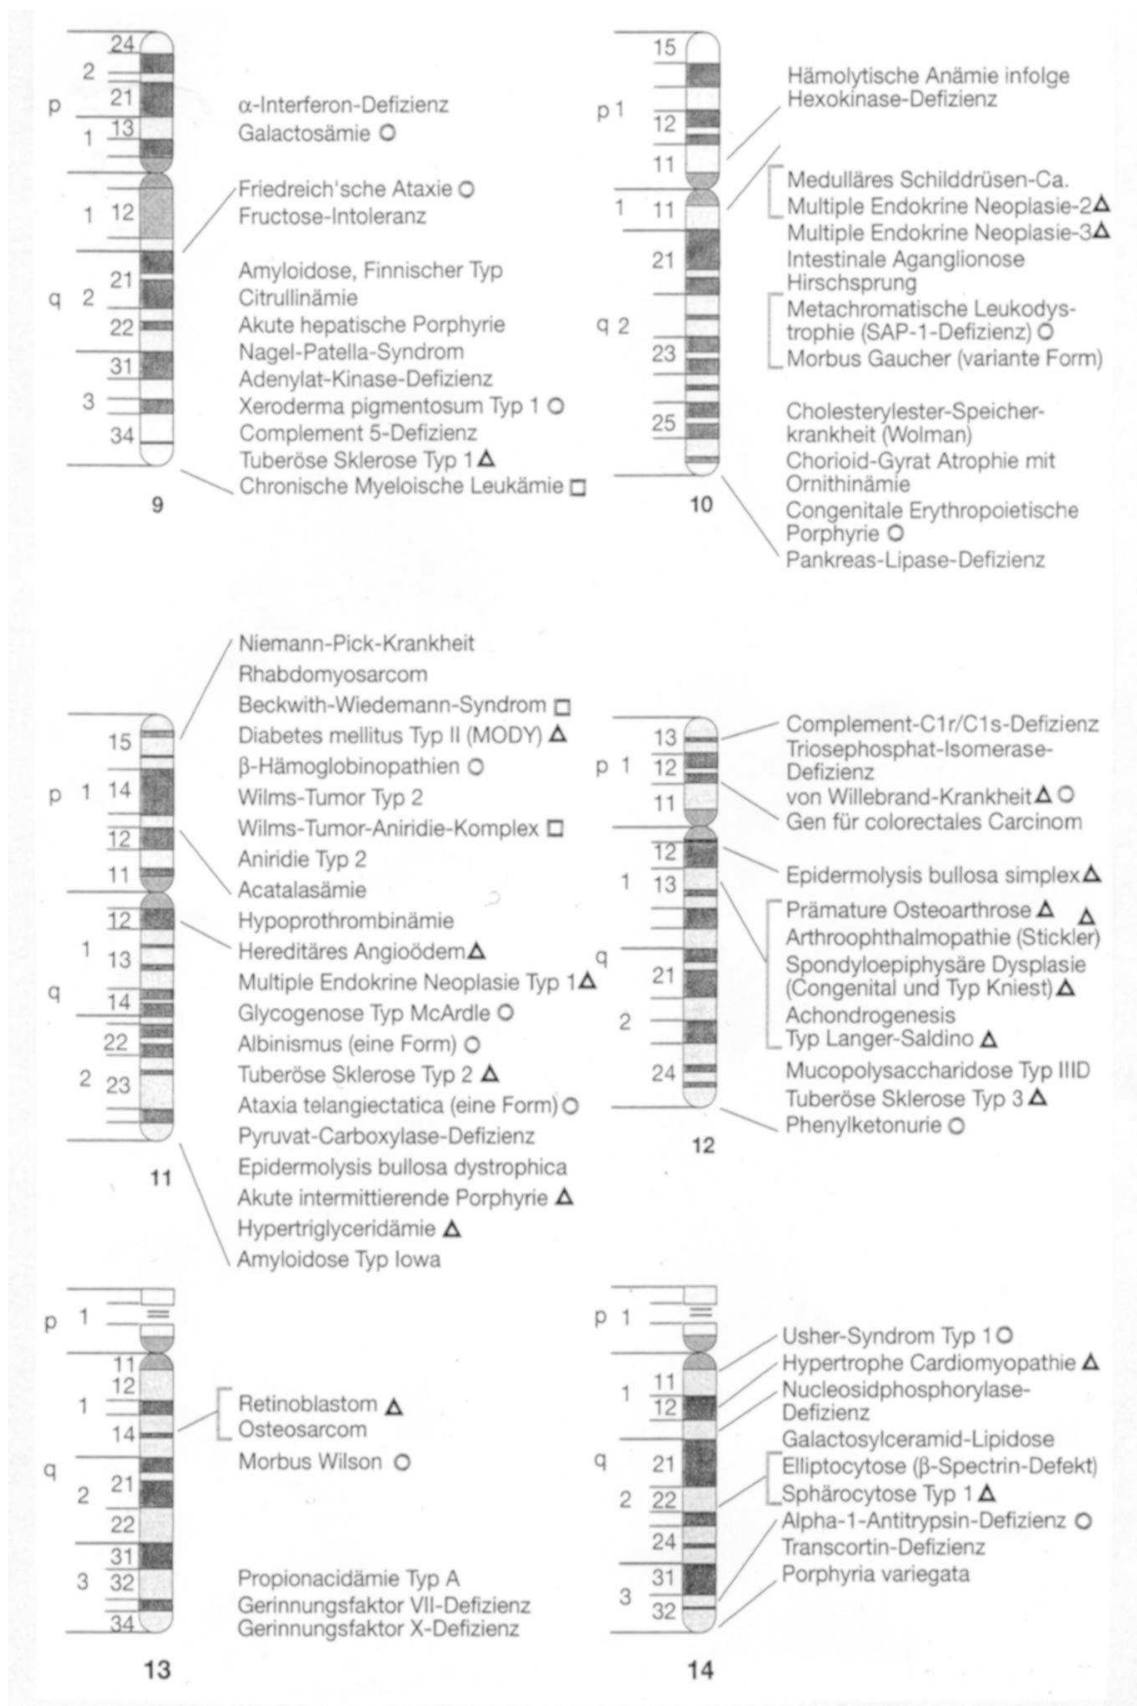 24
2
p
21
13
1
1
12
21
q
2
22
31
3
34
α-Interferon-Defizienz
Galactosämie O
Friedreich'sche Ataxie O
Fructose-Intoleranz
Amyloidose, Finnischer Typ
Citrullinämie
Akute hepatische Porphyrie
Nagel-Patella-Syndrom
Adenylat-Kinase-Defizienz
Xeroderma pigmentosum Typ 1 O
Complement 5-Defizienz
Tuberöse Sklerose Typ 1 Δ
Chronische Myeloische Leukämie □
9
15
p 1
12
11
1
11
21
q 2
23
25
Hämolytische Anämie infolge
Hexokinase-Defizienz
Medulläres Schilddrüsen-Ca.
Multiple Endokrine Neoplasie-2 Δ
Multiple Endokrine Neoplasie-3 Δ
Intestinale Aganglionose
Hirschsprung
Metachromatische Leukodys-
trophie (SAP-1-Defizienz) O
Morbus Gaucher (variante Form)
Cholesterylester-Speicher-
krankheit (Wolman)
Chorioid-Gyrat Atrophie mit
Ornithinämie
Congenitale Erythropoietische
Porphyrie O
Pankreas-Lipase-Defizienz
10
15
p 1 14
12
11
12
1
13
q
14
22
2 23
Niemann-Pick-Krankheit
Rhabdomyosarcom
Beckwith-Wiedemann-Syndrom □
Diabetes mellitus Typ II (MODY) Δ
β-Hämoglobinopathien O
Wilms-Tumor Typ 2
Wilms-Tumor-Aniridie-Komplex □
Aniridie Typ 2
Acatalasämie
Hypoprothrombinämie
Hereditäres Angioödem Δ
Multiple Endokrine Neoplasie Typ 1 Δ
Glycogenose Typ McArdle O
Albinismus (eine Form) O
Tuberöse Sklerose Typ 2 Δ
Ataxia telangiectatica (eine Form) O
Pyruvat-Carboxylase-Defizienz
Epidermolysis bullosa dystrophica
Akute intermittierende Porphyrie Δ
Hypertriglyceridämie Δ
Amyloidose Typ Iowa
11
13
p 1 12
11
12
1 13
q
21
2
24
Complement-C1r/C1s-Defizienz
Triosephosphat-Isomerase-
Defizienz
von Willebrand-Krankheit Δ O
Gen für colorectales Carcinom
Epidermolysis bullosa simplex Δ
Prämature Osteoarthrose Δ Δ
Arthroophthalmopathie (Stickler)
Spondyloepiphysäre Dysplasie
(Congenital und Typ Kniest) Δ
Achondrogenesis
Typ Langer-Saldino Δ
Mucopolysaccharidose Typ IIID
Tuberöse Sklerose Typ 3 Δ
Phenylketonurie O
12
p 1
11
12
1
14
q
21
2
22
31
3 32
34
Retinoblastom Δ
Osteosarcom
Morbus Wilson O
Propionacidämie Typ A
Gerinnungsfaktor VII-Defizienz
Gerinnungsfaktor X-Defizienz
13
p 1
11
1
12
q 21
2 22
24
31
3
32
Usher-Syndrom Typ 1 O
Hypertrophe Cardiomyopathie Δ
Nucleosidphosphorylase-
Defizienz
Galactosylceramid-Lipidose
Elliptocytose (β-Spectrin-Defekt)
Sphärocytose Typ 1 Δ
Alpha-1-Antitrypsin-Defizienz O
Transcortin-Defizienz
Porphyria variegata
14